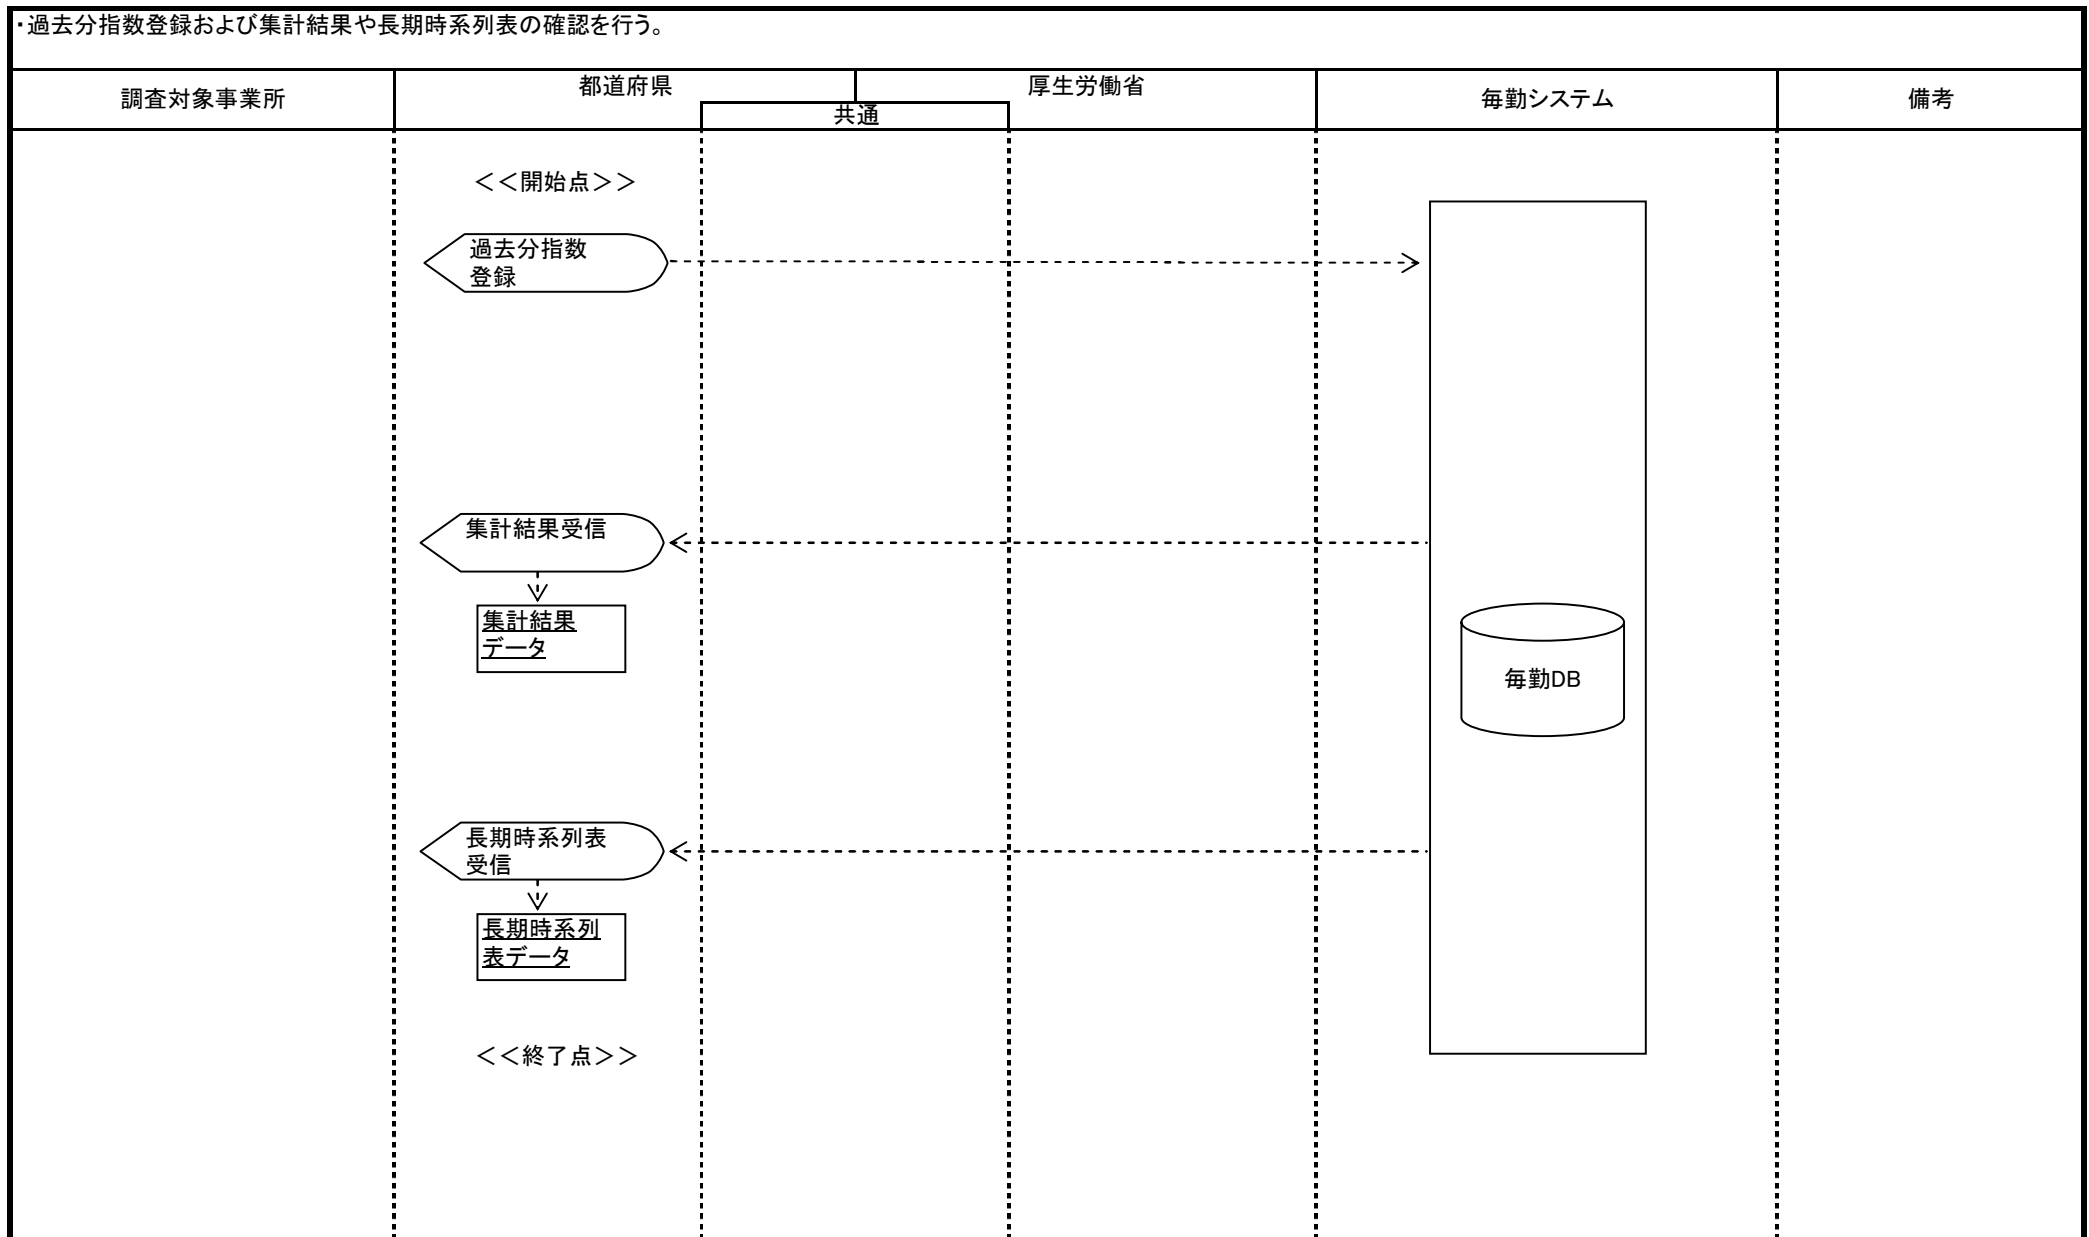 ・過去分指数登録および集計結果や長期時系列表の確認を行う。
調査対象事業所
都道府県
厚生労働省
共通
毎勤システム
備考
＜＜開始点＞＞
過去分指数
登録
集計結果受信
集計結果
データ
毎勤DB
長期時系列表
受信
長期時系列
表データ
＜＜終了点＞＞